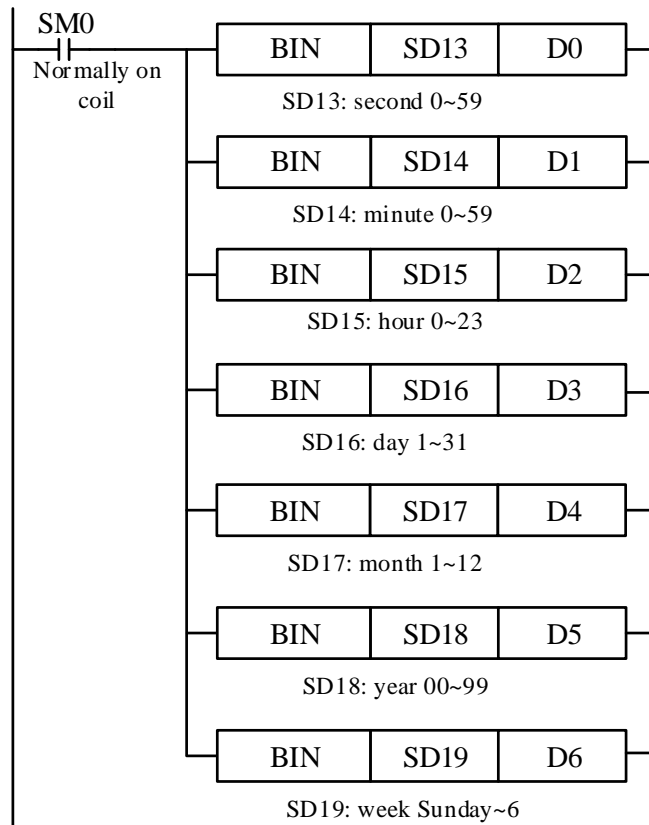 SM0
Normally on
coil
BIN SD13 D0
SD13: second 0~59
BIN SD14 D1
SD14: minute 0~59
BIN SD15 D2
SD15: hour 0~23
BIN SD16 D3
SD16: day 1~31
BIN SD17 D4
SD17: month 1~12
BIN SD18 D5
SD18: year 00~99
BIN SD19 D6
SD19: week Sunday~6